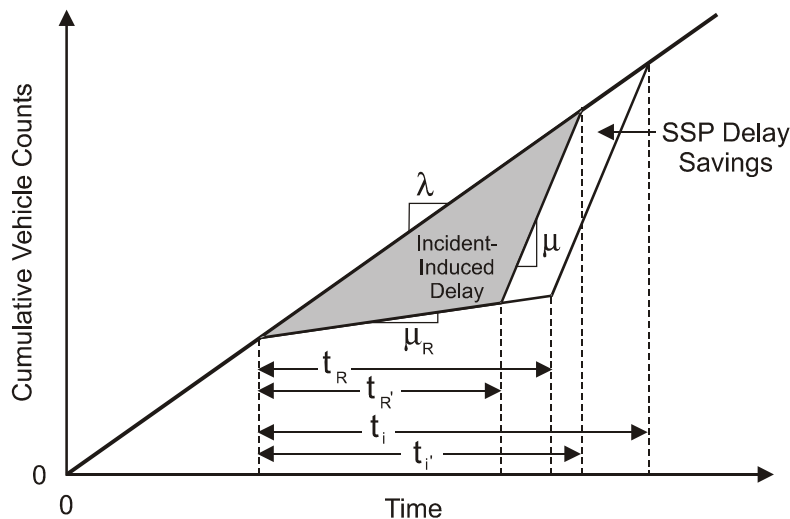 Cumulative Vehicle Counts
SSP Delay
Savings
λ
Incident-
Induced
Delay
μ
μR
tR
tR'
ti
ti'
0
0
Time